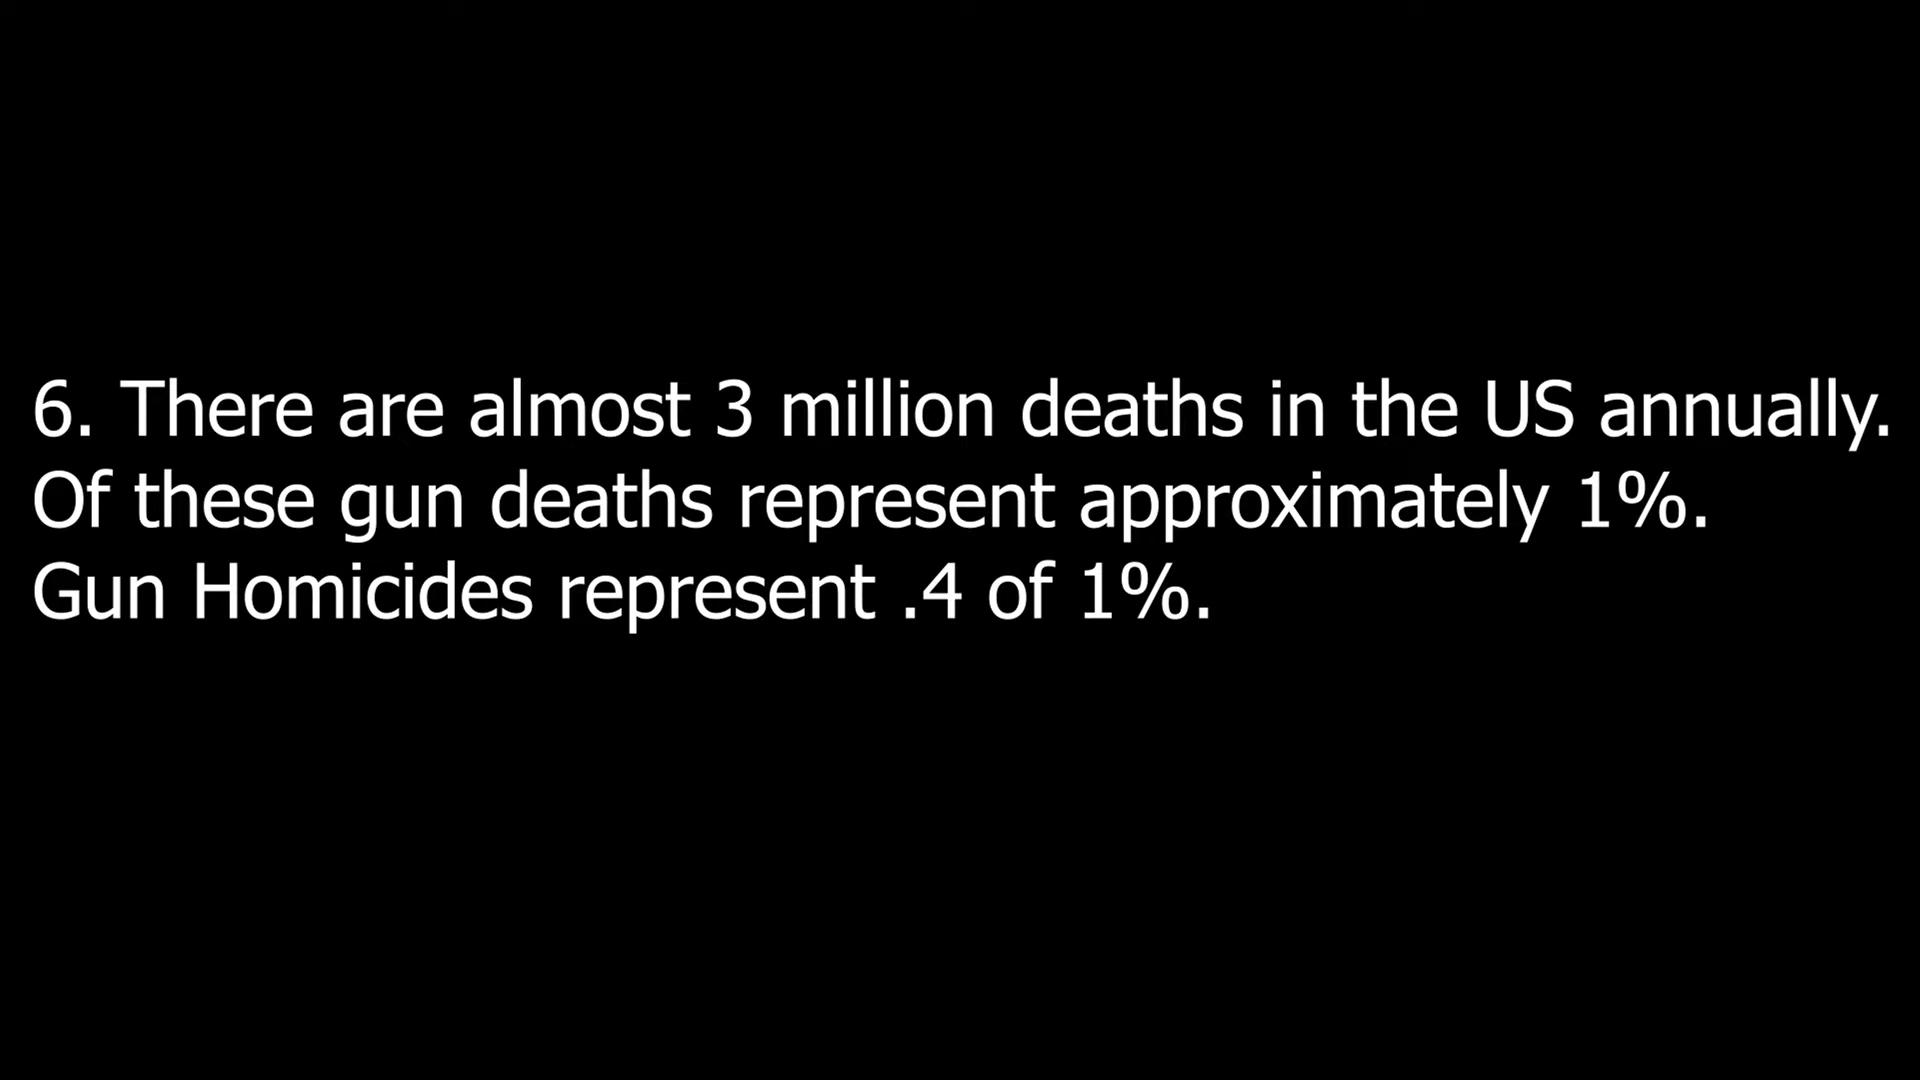 6. There are almost 3 million deaths in the US annually.
Of these gun deaths represent approximately 1%.
Gun Homicides represent .4 of 1%.